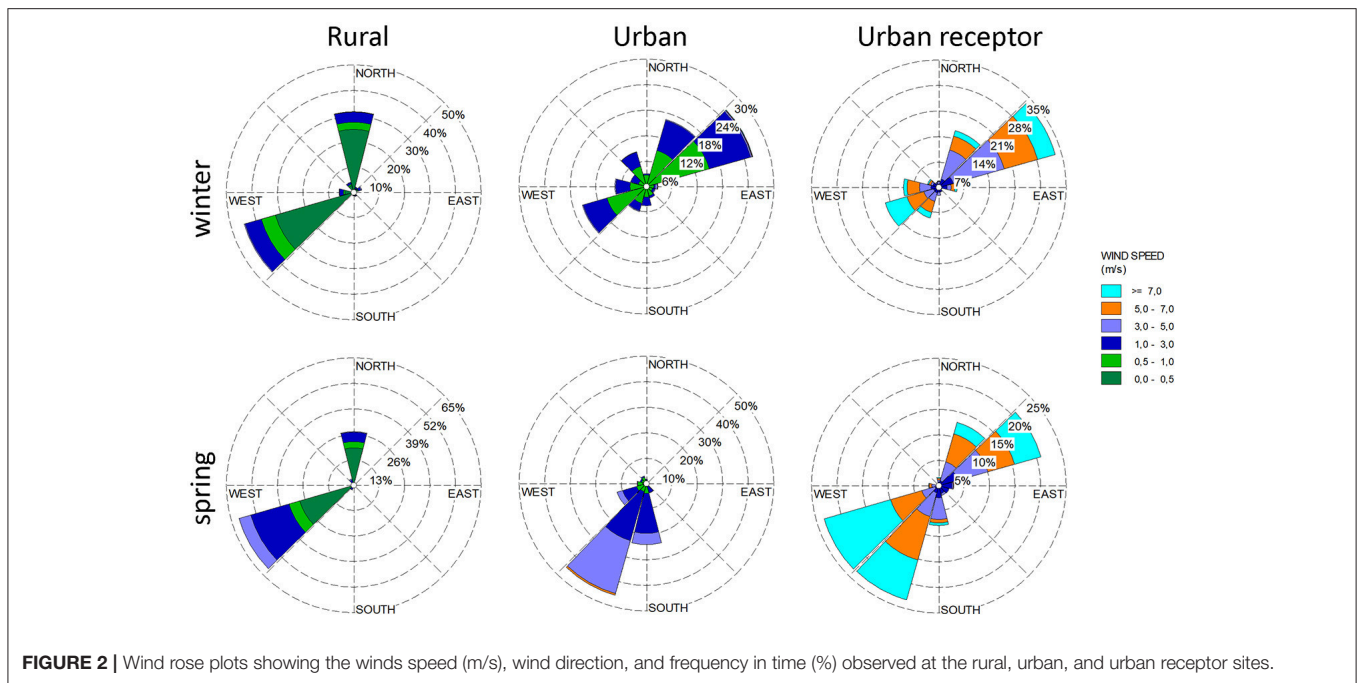 Rural Urban Urban receptor
winter
NORTH
50%
40%
30%
20%
10%
WEST EAST
SOUTH
NORTH
30%
24%
18%
12%
6%
WEST EAST
SOUTH
NORTH
35%
28%
21%
14%
7%
WEST EAST
SOUTH
WIND SPEED
(m/s)
>= 7,0
5,0 - 7,0
3,0 - 5,0
1,0 - 3,0
0,5 - 1,0
0,0 - 0,5
spring
NORTH
65%
52%
39%
26%
13%
WEST EAST
SOUTH
NORTH
50%
40%
30%
20%
10%
WEST EAST
SOUTH
NORTH
25%
20%
15%
10%
5%
WEST EAST
SOUTH
FIGURE 2 | Wind rose plots showing the winds speed (m/s), wind direction, and frequency in time (%) observed at the rural, urban, and urban receptor sites.